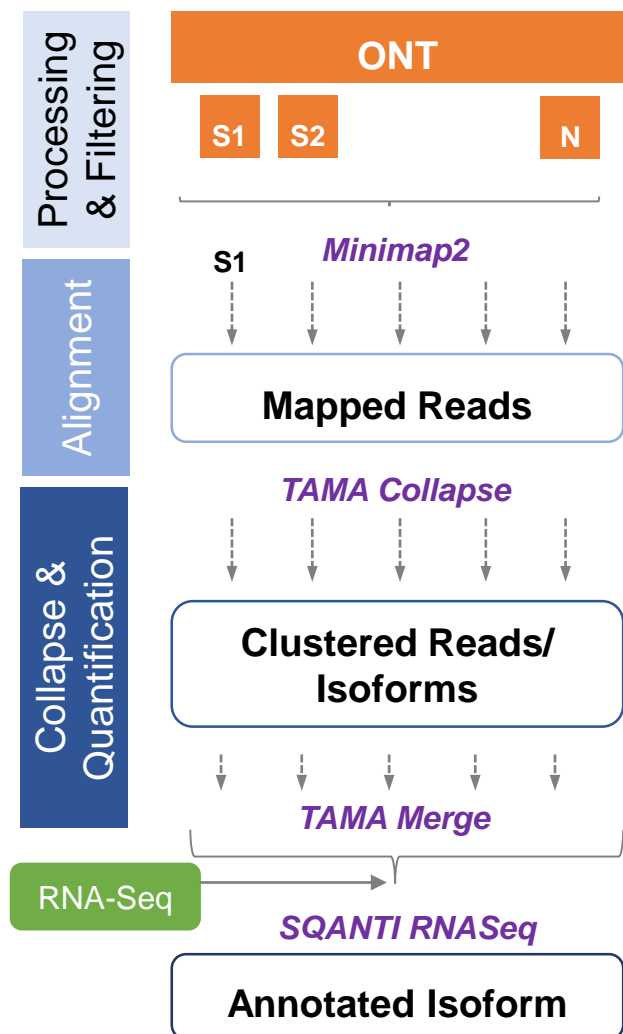 Processing
& Filtering
ONT
S1
S2
N
Minimap2
S1
Alignment
Mapped Reads
TAMA Collapse
Collapse &
Quantification
Clustered Reads/
Isoforms
TAMA Merge
RNA-Seq
SQANTI RNASeq
Annotated Isoform